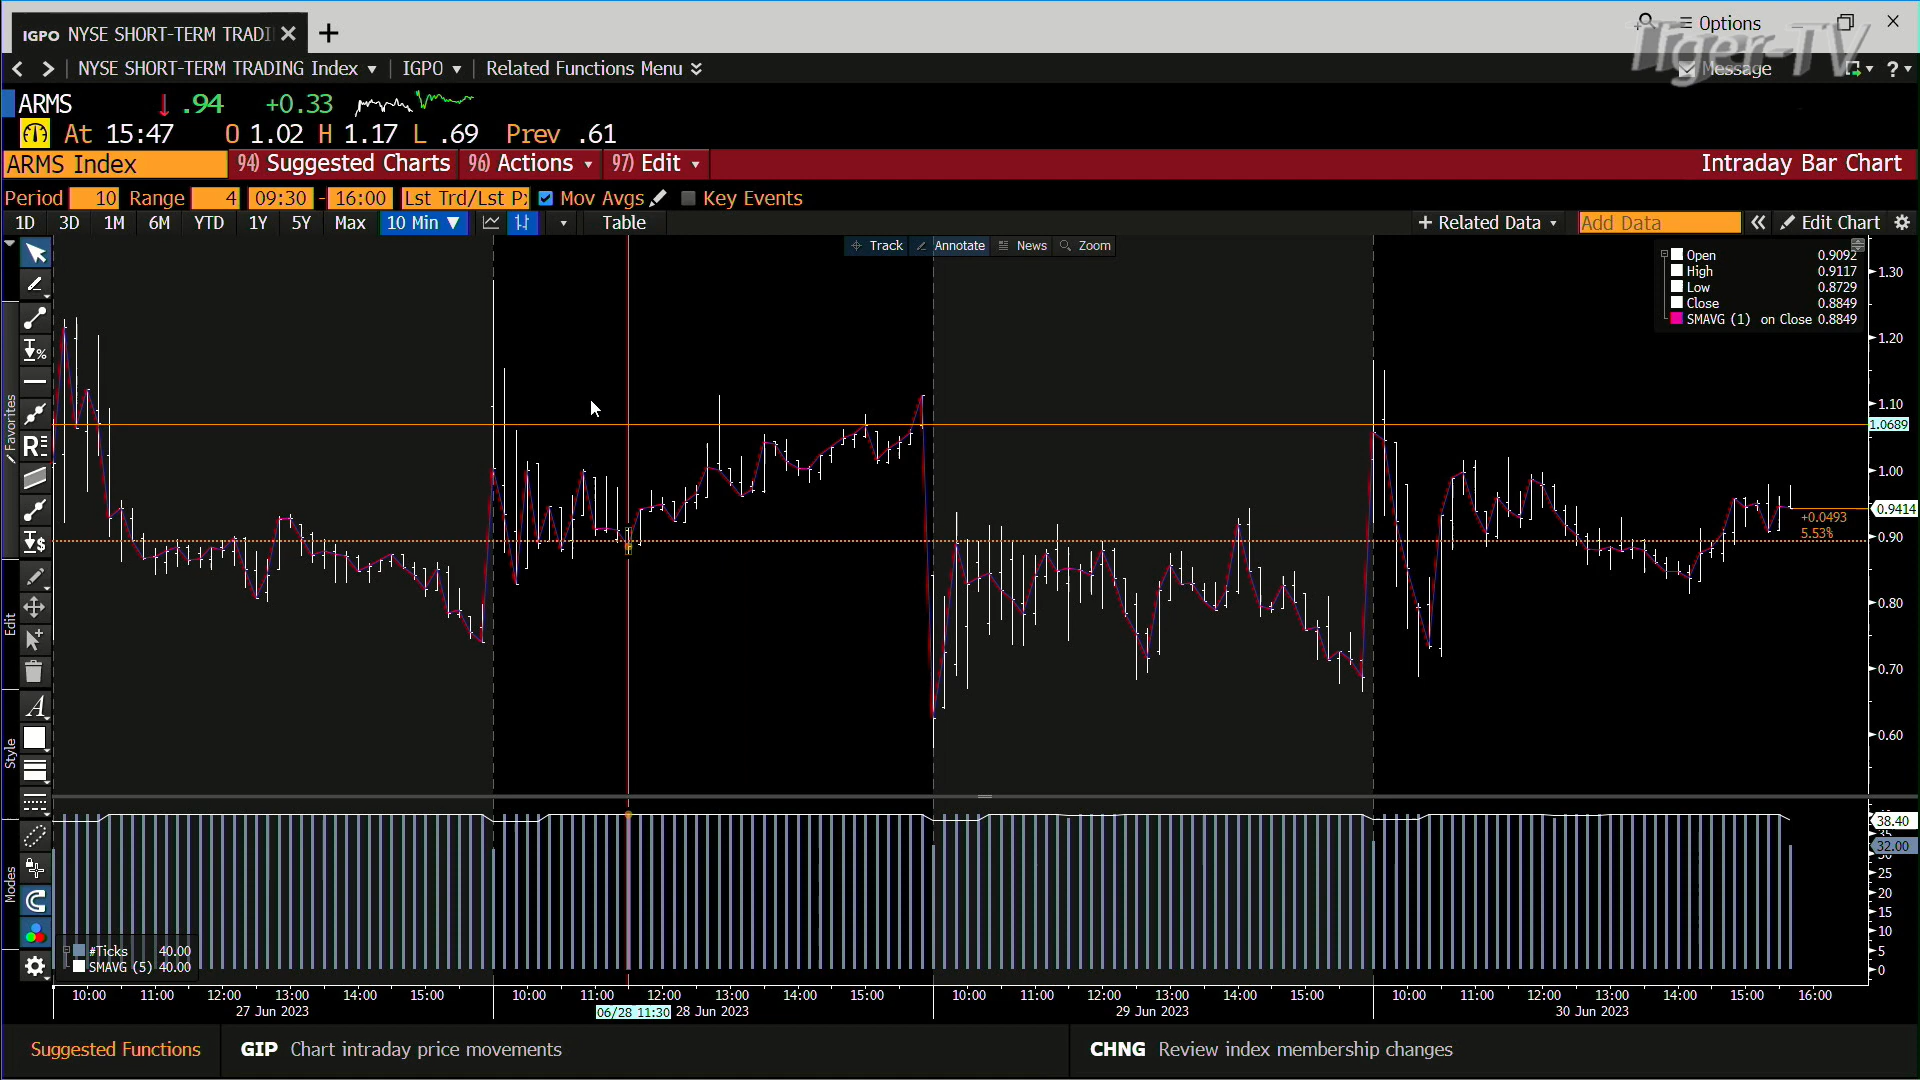 IGPO NYSE SHORT-TERM TRADI
Options
NYSE SHORT-TERM TRADING Index IGPO Related Functions Menu
Message
Tiger-TV
ARMS .94 +0.33
At 15:47 O 1.02 H 1.17 L .69 Prev .61
ARMS Index 94) Suggested Charts 96) Actions 97) Edit Intraday Bar Chart
Period 10 Range 4 09:30 - 16:00 Lst Trd/Lst Px Mov Avgs Key Events
1D 3D 1M 6M YTD 1Y 5Y Max 10 Min Table + Related Data Add Data Edit Chart
Track Annotate News Zoom
Open 0.9092
High 0.9117
Low 0.8729
Close 0.8849
SMAVG (1) on Close 0.8849
1.30
1.20
1.10
1.0689
1.00
0.9414
+0.0493
5.53%
0.90
0.80
0.70
0.60
Favorites
Edit
Style
Modes
38.40
35
32.00
30
25
20
15
10
5
0
#Ticks 40.00
SMAVG (5) 40.00
10:00 11:00 12:00 13:00 14:00 15:00 10:00 11:00 12:00 13:00 14:00 15:00 10:00 11:00 12:00 13:00 14:00 15:00 10:00 11:00 12:00 13:00 14:00 15:00 16:00
27 Jun 2023 06/28 11:30 28 Jun 2023 29 Jun 2023 30 Jun 2023
Suggested Functions GIP Chart intraday price movements CHNG Review index membership changes